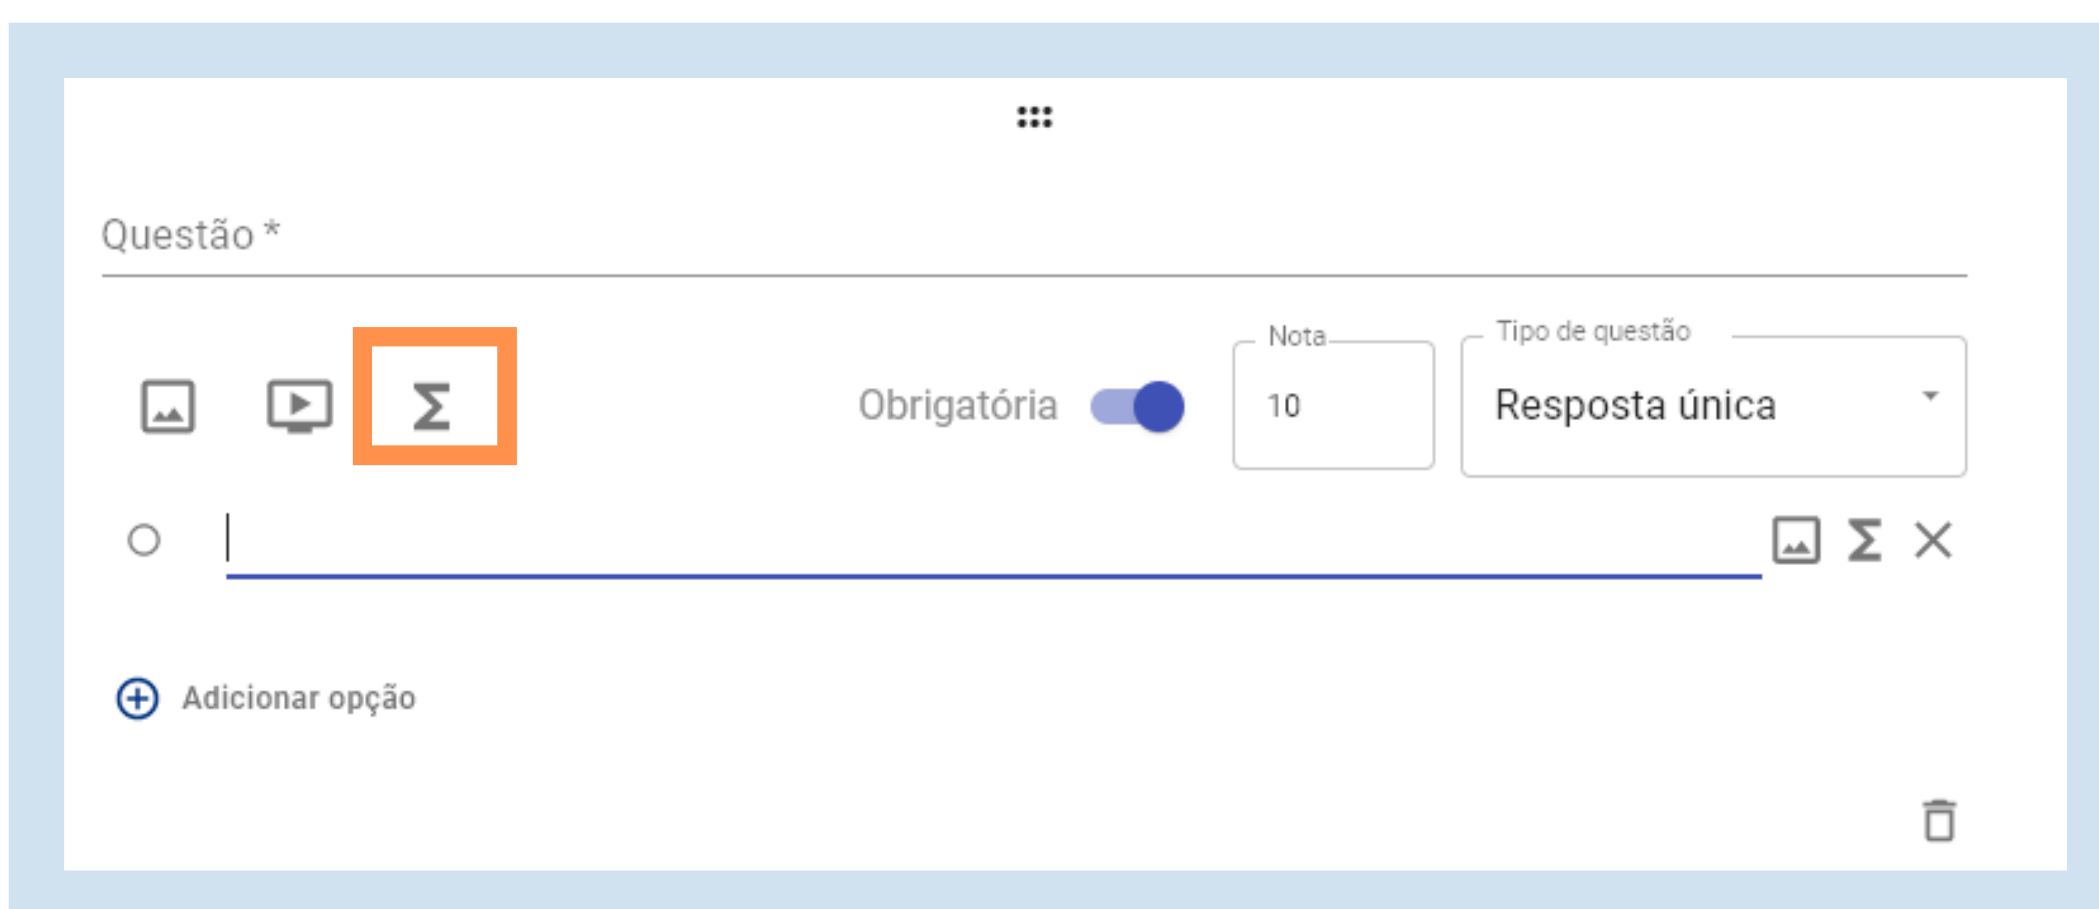 Questão *
Σ
Obrigatória
Nota
10
Tipo de questão
Resposta única
Σ
Adicionar opção